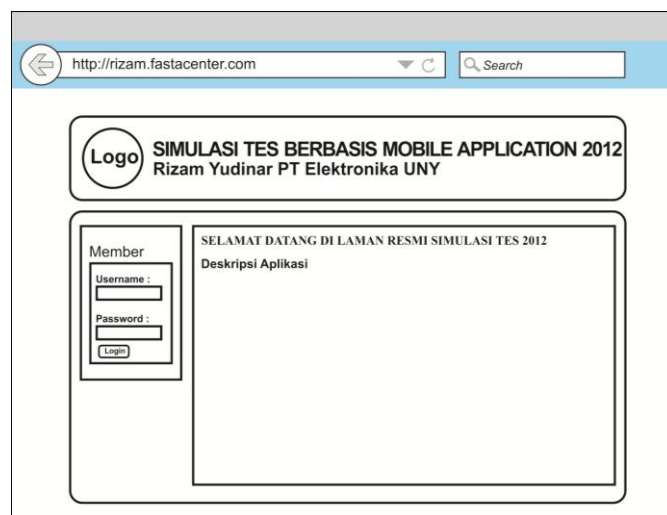 http://rizam.fastacenter.com
Search
Logo
SIMULASI TES BERBASIS MOBILE APPLICATION 2012
Rizam Yudinar PT Elektronika UNY
Member
Username :
Password :
Login
SELAMAT DATANG DI LAMAN RESMI SIMULASI TES 2012
Deskripsi Aplikasi